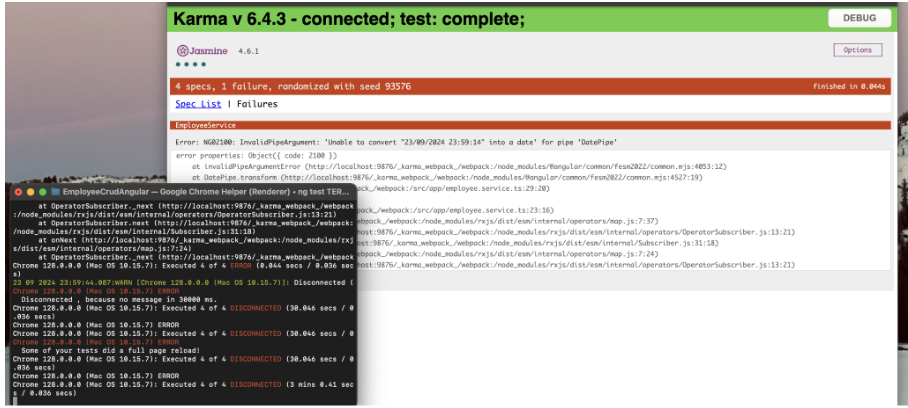 Karma v 6.4.3 - connected; test: complete;
DEBUG
Jasmine 4.6.1
Options
4 specs, 1 failure, randomized with seed 93576
finished in 0.044s
Spec List | Failures
EmployeeService
Error: NG02100: InvalidPipeArgument: 'Unable to convert "23/09/2024 23:59:14" into a date' for pipe 'DatePipe'
error properties: Object({ code: 2100 })
at invalidPipeArgumentError (http://localhost:9876/_karma_webpack_/webpack:/node_modules/@angular/common/fesm2022/common.mjs:4053:12)
at DatePipe.transform (http://localhost:9876/_karma_webpack_/webpack:/node_modules/@angular/common/fesm2022/common.mjs:4527:19)
ack_/webpack:/src/app/employee.service.ts:29:20)
pack_/webpack:/src/app/employee.service.ts:23:16)
ebpack_/webpack:/node_modules/rxjs/dist/esm/internal/operators/map.js:7:37)
ost:9876/_karma_webpack_/webpack:/node_modules/rxjs/dist/esm/internal/operators/OperatorSubscriber.js:13:21)
ost:9876/_karma_webpack_/webpack:/node_modules/rxjs/dist/esm/internal/Subscriber.js:31:18)
ebpack_/webpack:/node_modules/rxjs/dist/esm/internal/operators/map.js:7:24)
ost:9876/_karma_webpack_/webpack:/node_modules/rxjs/dist/esm/internal/operators/OperatorSubscriber.js:13:21)
EmployeeCrudAngular — Google Chrome Helper (Renderer) ◂ ng test TER...
at OperatorSubscriber._next (http://localhost:9876/_karma_webpack_/webpack
:/node_modules/rxjs/dist/esm/internal/operators/OperatorSubscriber.js:13:21)
at OperatorSubscriber.next (http://localhost:9876/_karma_webpack_/webpack:
/node_modules/rxjs/dist/esm/internal/Subscriber.js:31:18)
at onNext (http://localhost:9876/_karma_webpack_/webpack:/node_modules/rxj
s/dist/esm/internal/operators/map.js:7:24)
at OperatorSubscriber._next (http://localhost:9876/_karma_webpack_/webpack
Chrome 128.0.0.0 (Mac OS 10.15.7): Executed 4 of 4 ERROR (0.044 secs / 0.036 sec
s)
23 09 2024 23:59:44.087:WARN [Chrome 128.0.0.0 (Mac OS 10.15.7)]: Disconnected (
Chrome 128.0.0.0 (Mac OS 10.15.7) ERROR
Disconnected , because no message in 30000 ms.
Chrome 128.0.0.0 (Mac OS 10.15.7): Executed 4 of 4 DISCONNECTED (30.046 secs / 0
.036 secs)
Chrome 128.0.0.0 (Mac OS 10.15.7) ERROR
Chrome 128.0.0.0 (Mac OS 10.15.7): Executed 4 of 4 DISCONNECTED (30.046 secs / 0
Chrome 128.0.0.0 (Mac OS 10.15.7) ERROR
Some of your tests did a full page reload!
Chrome 128.0.0.0 (Mac OS 10.15.7): Executed 4 of 4 DISCONNECTED (30.046 secs / 0
.036 secs)
Chrome 128.0.0.0 (Mac OS 10.15.7) ERROR
Chrome 128.0.0.0 (Mac OS 10.15.7): Executed 4 of 4 DISCONNECTED (3 mins 0.41 sec
s / 0.036 secs)